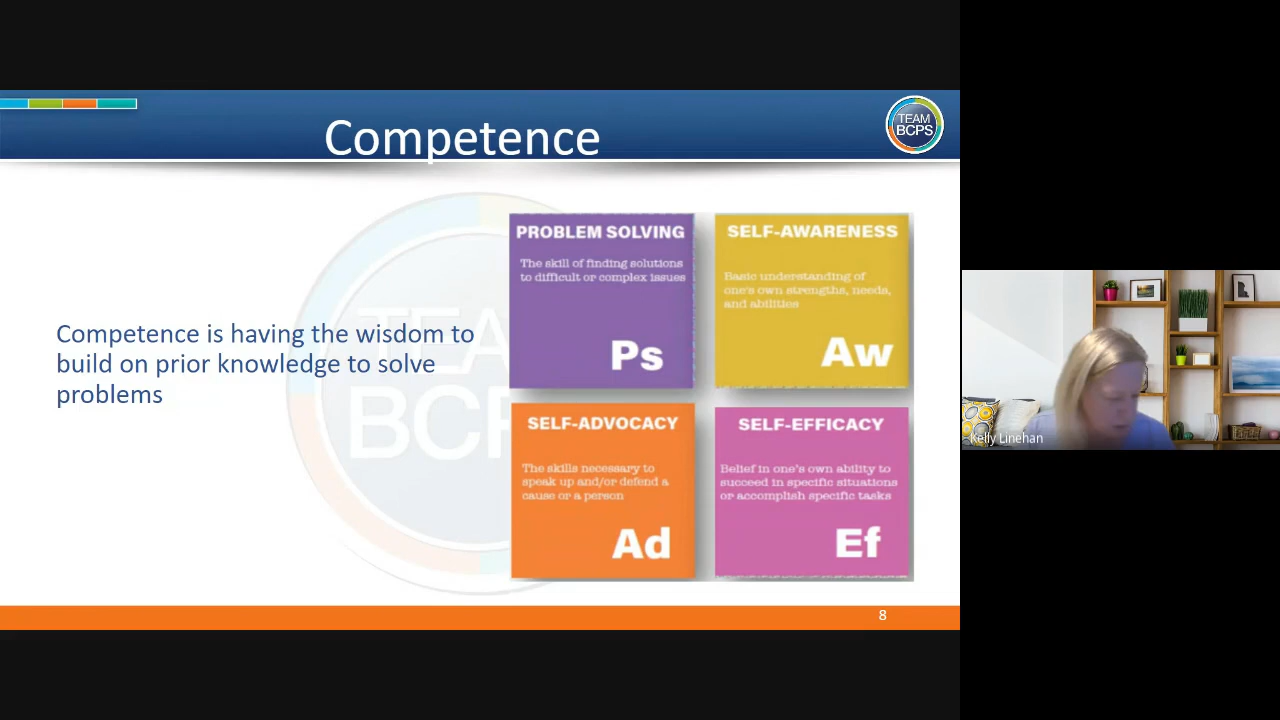 Competence
TEAM
BCPS
Competence is having the wisdom to
build on prior knowledge to solve
problems
PROBLEM SOLVING
The skill of finding solutions
to difficult or complex issues
Ps
SELF-AWARENESS
Basic understanding of
one's own strengths, needs,
and abilities
Aw
SELF-ADVOCACY
The skills necessary to
speak up and/or defend a
cause or a person
Ad
SELF-EFFICACY
Belief in one's own ability to
succeed in specific situations
or accomplish specific tasks
Ef
TEA
BCP
8
Kelly Linehan